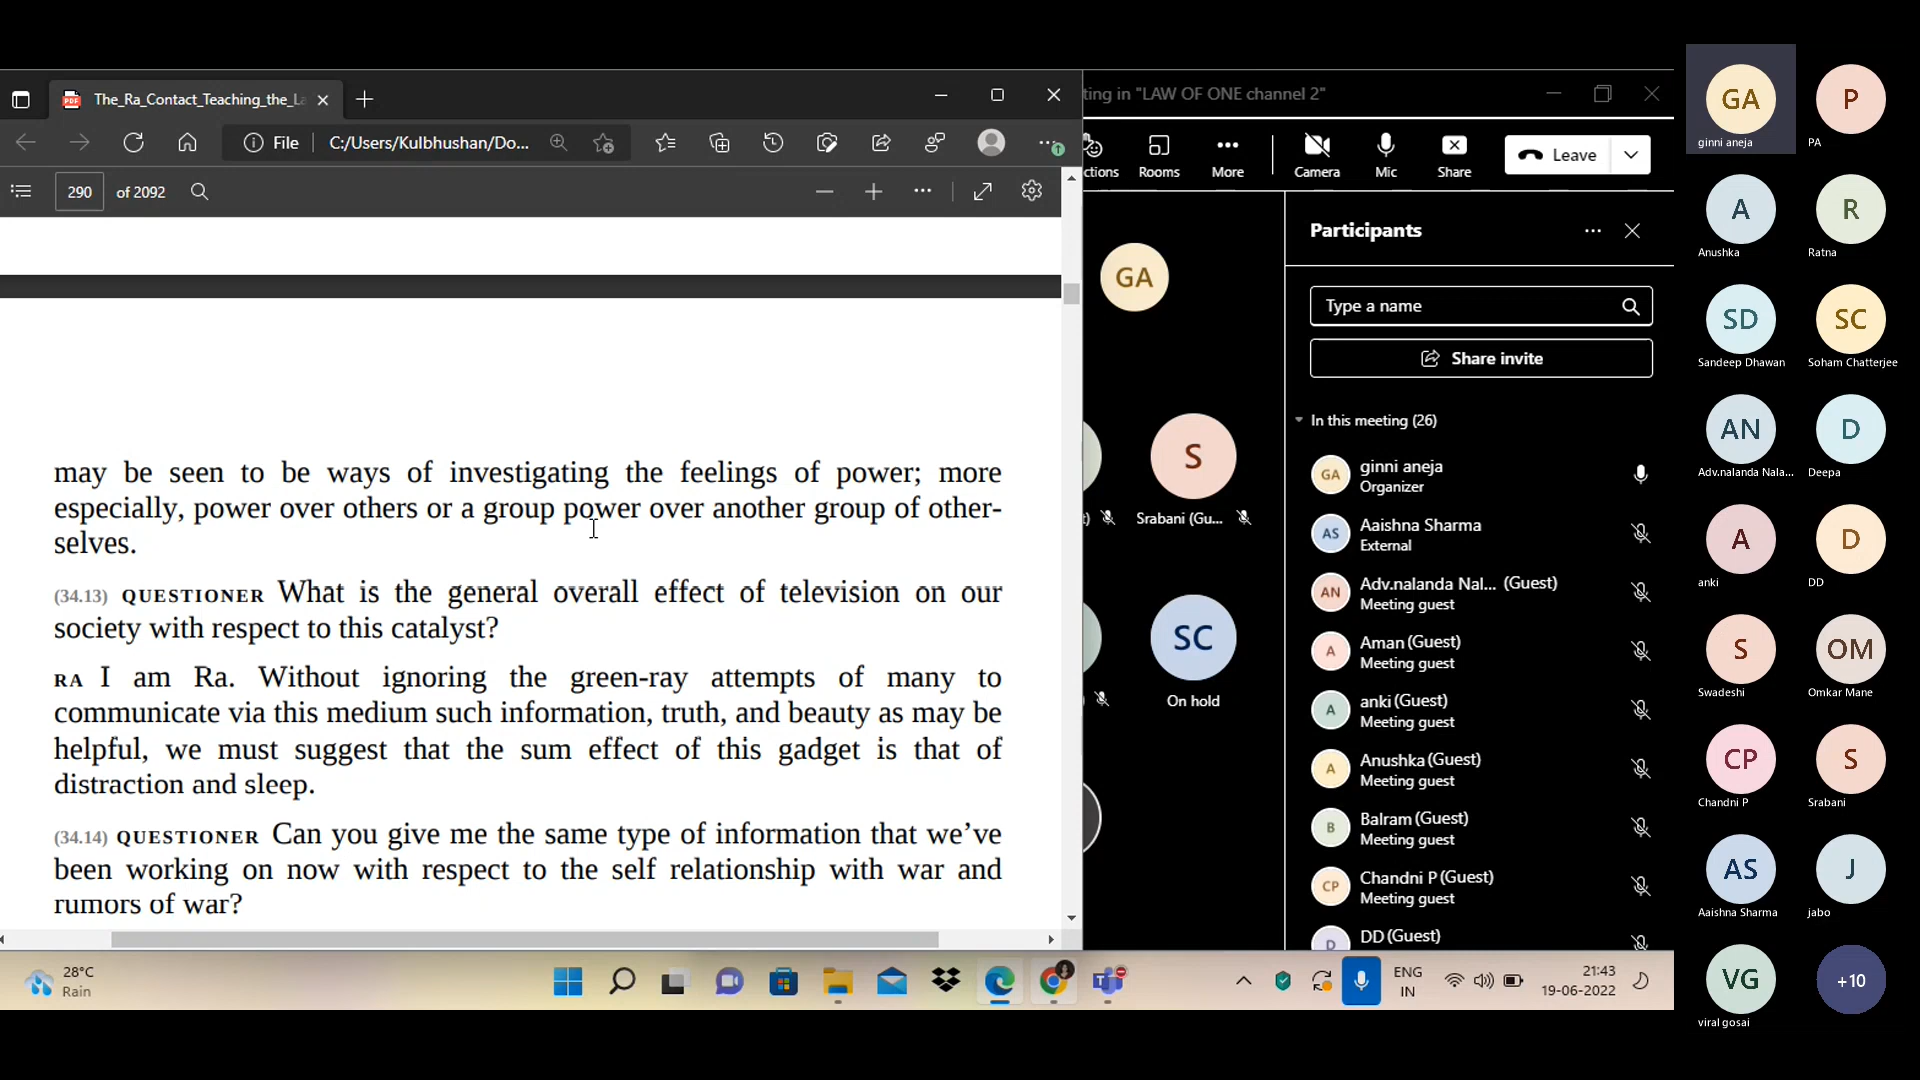 The_Ra_Contact_Teaching_the_La
ting in "LAW OF ONE channel 2"
File
C:/Users/Kulbhushan/Do...
290 of 2092
ctions
Rooms
More
Camera
Mic
Share
Leave
may be seen to be ways of investigating the feelings of power; more
especially, power over others or a group power over another group of other-
selves.
(34.13) QUESTIONER What is the general overall effect of television on our
society with respect to this catalyst?
RA I am Ra. Without ignoring the green-ray attempts of many to
communicate via this medium such information, truth, and beauty as may be
helpful, we must suggest that the sum effect of this gadget is that of
distraction and sleep.
(34.14) QUESTIONER Can you give me the same type of information that we've
been working on now with respect to the self relationship with war and
rumors of war?
GA
S
Srabani (Gu...
t)
SC
On hold
Participants
Type a name
Share invite
In this meeting (26)
GA
ginni aneja
Organizer
AS
Aaishna Sharma
External
AN
Adv.nalanda Nal... (Guest)
Meeting guest
A
Aman (Guest)
Meeting guest
A
anki (Guest)
Meeting guest
A
Anushka (Guest)
Meeting guest
B
Balram (Guest)
Meeting guest
CP
Chandni P (Guest)
Meeting guest
D
DD (Guest)
GA
ginni aneja
P
PA
A
Anushka
R
Ratna
SD
Sandeep Dhawan
SC
Soham Chatterjee
AN
Adv.nalanda Nala...
D
Deepa
A
anki
D
DD
S
Swadeshi
OM
Omkar Mane
CP
Chandni P
S
Srabani
AS
Aaishna Sharma
J
jabo
VG
viral gosai
+10
28°C
Rain
ENG
IN
21:43
19-06-2022